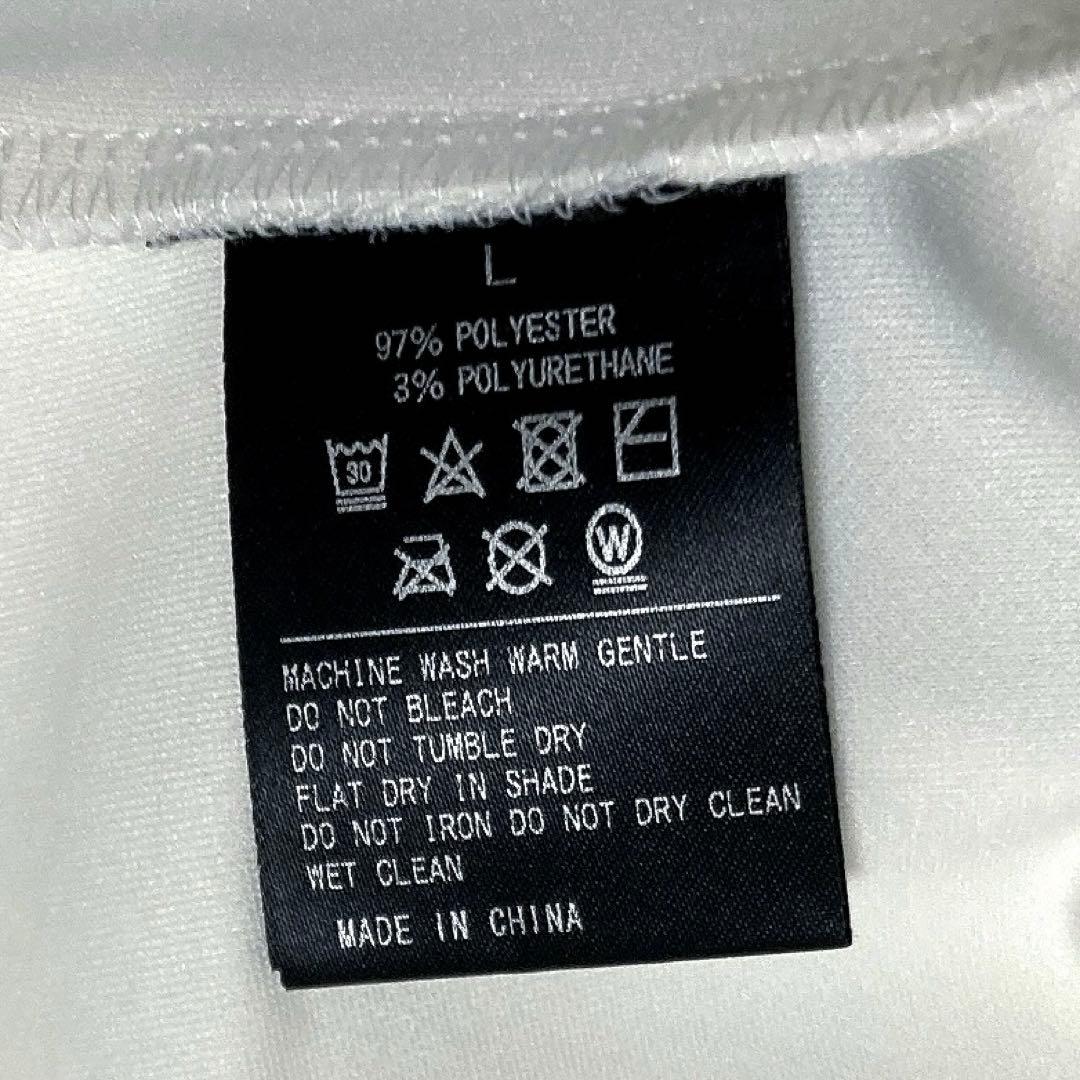 L
97% POLYESTER
3% POLYURETHANE
30
W
MACHINE WASH WARM GENTLE
DO NOT BLEACH
DO NOT TUMBLE DRY
FLAT DRY IN SHADE
DO NOT IRON DO NOT DRY CLEAN
WET CLEAN
MADE IN CHINA